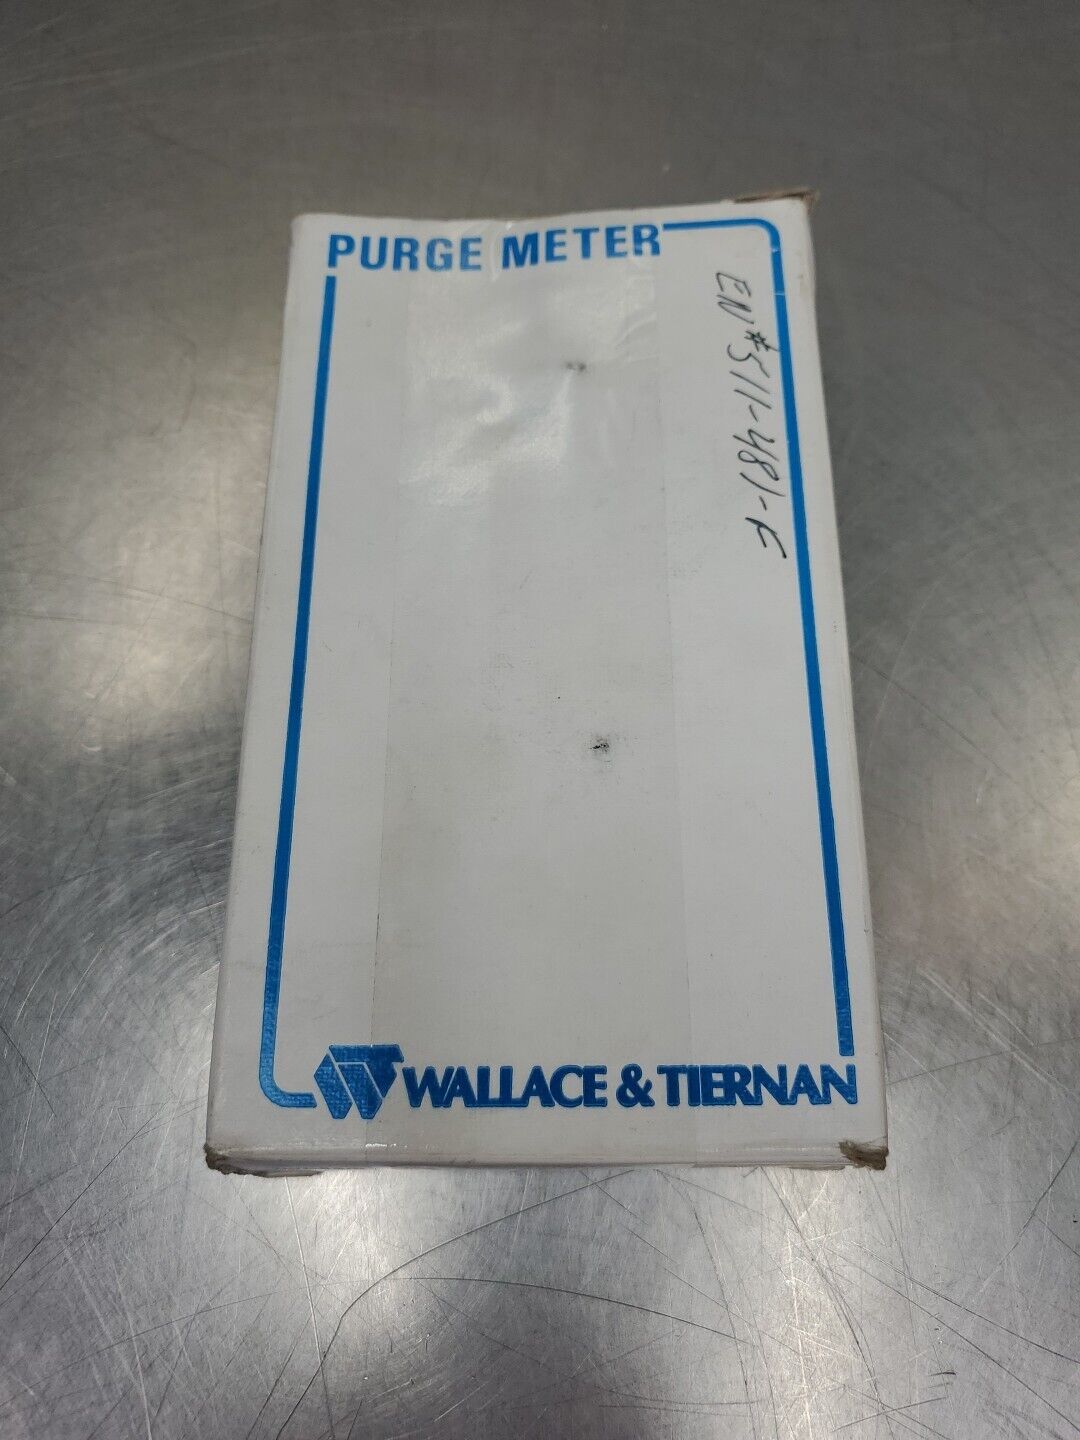 PURGE METER
EN#511-481-K
WALLACE & TIERNAN